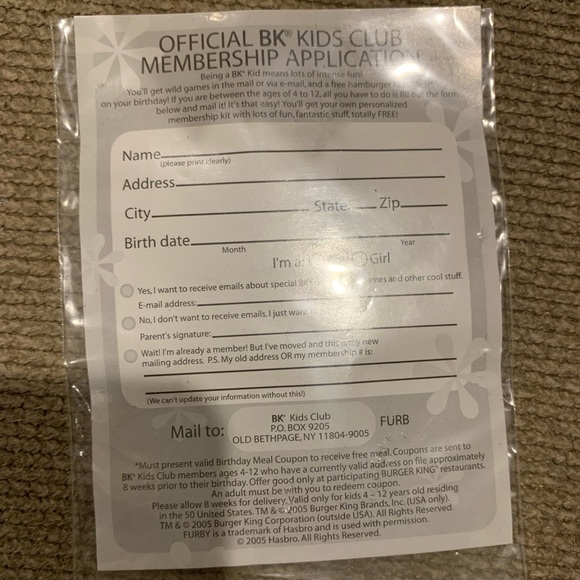 OFFICIAL BK® KIDS CLUB
MEMBERSHIP APPLICATION
Being a BK® Kid means lots of intense fun!
You'll get wild games in the mail or via e-mail, and a free hamburger
on your birthday! If you are between the ages of 4 to 12, all you have to do is fill out the form
below and mail it! It's that easy! You'll get your own personalized
membership kit with lots of fun, fantastic stuff, totally FREE!
Name
(please print clearly)
Address
City State Zip
Birth date
Month Year
I'm a: Girl
Yes, I want to receive emails about special and other cool stuff.
E-mail address:
No, I don't want to receive emails. I just want
Parent's signature:
Wait! I'm already a member! But I've moved and this is my new
mailing address. P.S. My old address OR my membership # is:
(We can't update your information without this!)
Mail to:
BK® Kids Club
P.O. BOX 9205
OLD BETHPAGE, NY 11804-9005
FURB
*Must present valid Birthday Meal Coupon to receive free meal. Coupons are sent to
BK® Kids Club members ages 4-12 who have a currently valid address on file approximately
8 weeks prior to their birthday. Offer good only at participating BURGER KING® restaurants.
An adult must be with you to redeem coupon.
Please allow 8 weeks for delivery. Valid only for kids 4 – 12 years old residing
in the 50 United States. TM & © 2005 Burger King Brands, Inc. (USA only).
TM & © 2005 Burger King Corporation (outside USA). All Rights Reserved.
FURBY is a trademark of Hasbro and is used with permission.
© 2005 Hasbro. All Rights Reserved.